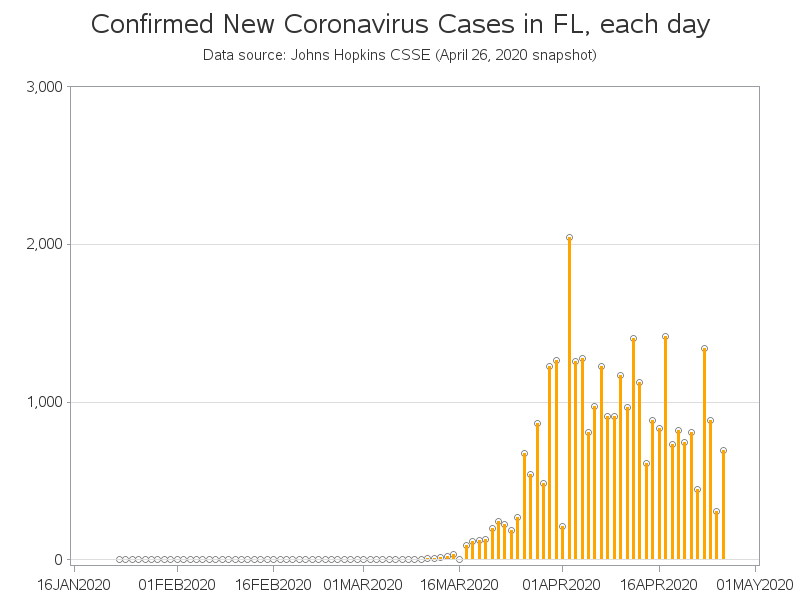 Confirmed New Coronavirus Cases in FL, each day
Data source: Johns Hopkins CSSE (April 26, 2020 snapshot)
3,000
2,000
1,000
0
16JAN2020 01FEB2020 16FEB2020 01MAR2020 16MAR2020 01APR2020 16APR2020 01MAY2020